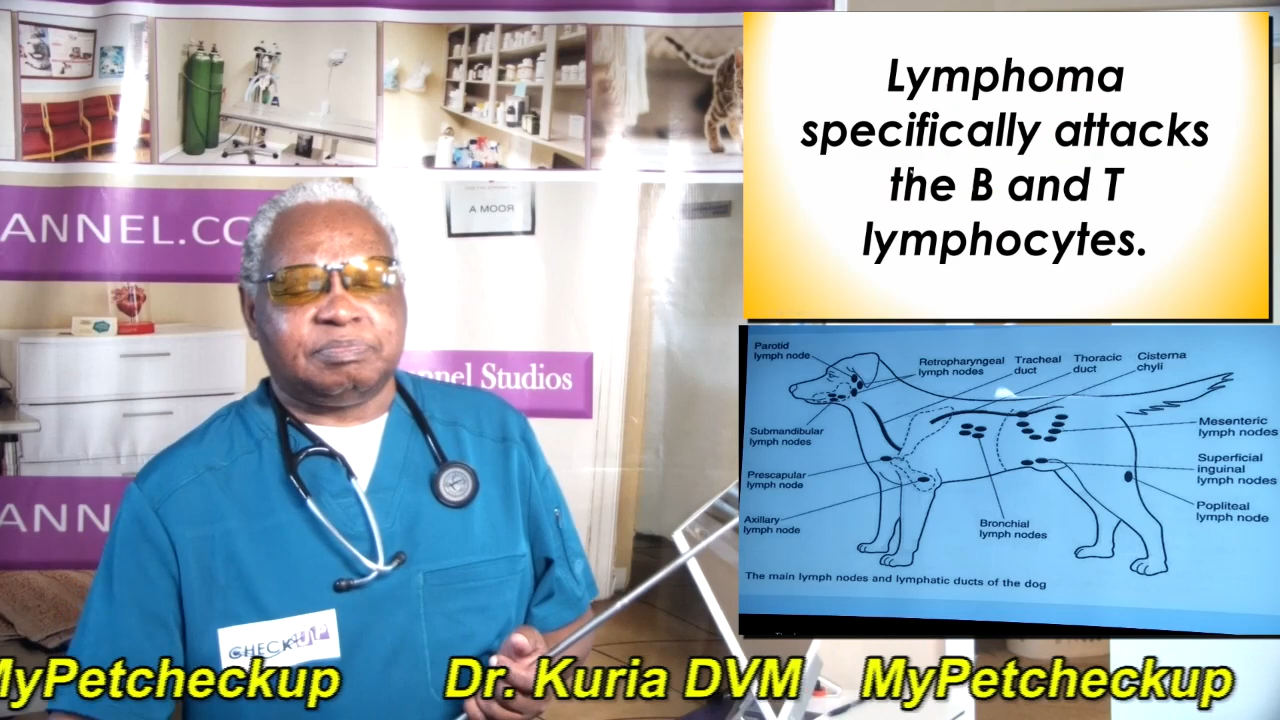 Lymphoma
specifically attacks
the B and T
lymphocytes.
ANNEL.CO
ROOM A
nnel Studios
ANN
CHECKUP
Parotid
lymph node
Retropharyngeal
lymph nodes
Tracheal
duct
Thoracic
duct
Cisterna
chyli
Submandibular
lymph nodes
Prescapular
lymph node
Axillary
lymph node
Bronchial
lymph nodes
Mesenteric
lymph nodes
Superficial
inguinal
lymph nodes
Popliteal
lymph node
The main lymph nodes and lymphatic ducts of the dog
MyPetcheckup Dr. Kuria DVM MyPetcheckup